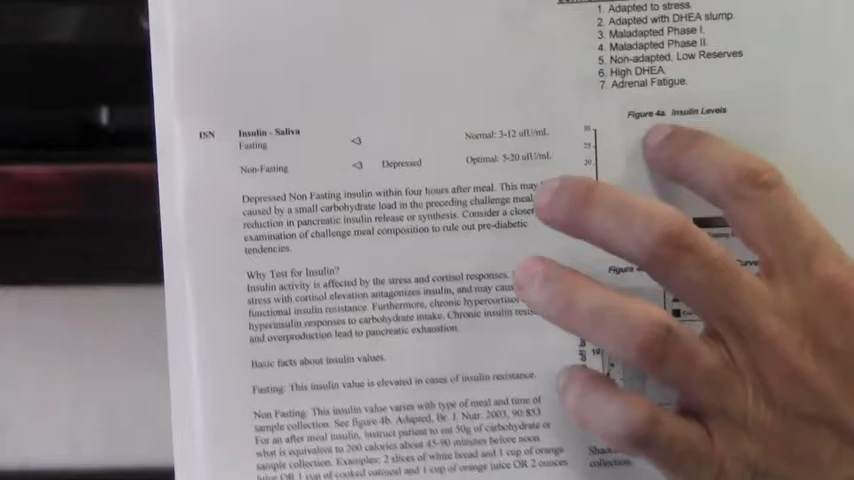 1. Adapted to stress.
2. Adapted with DHEA slump.
3. Maladapted Phase I.
4. Maladapted Phase II.
5. Non-adapted, Low Reserves
6. High DHEA.
7. Adrenal Fatigue.
ISN Insulin - Saliva
Fasting <3 Normal: 3-12 uIU/mL
Non-Fasting <3 Depressed Optimal: 5-20 uIU/mL
Depressed Non Fasting insulin within four hours after meal. This may
caused by a small carbohydrate load in the preceding challenge meal
reduction in pancreatic insulin release or synthesis. Consider a closer
examination of challenge meal composition to rule out pre-diabetic
tendencies.
Why Test for Insulin?
Insulin activity is affected by the stress and cortisol responses.
stress with cortisol elevation antagonizes insulin, and may
functional insulin resistance. Furthermore, chronic
hyperinsulin responses to carbohydrate intake. Chronic insulin
and overproduction lead to pancreatic exhaustion.
Basic facts about insulin values.
Fasting: This insulin value is elevated in cases of insulin resistance.
Non Fasting: This insulin value varies with type of meal and time of
sample collection. See figure 4b. Adapted, Br. J. Nutr. 2003, 90:853
For an after meal insulin, instruct patient to eat 50g of carbohydrate or
what is equivalent to 200 calories about 45-90 minutes before noon
sample collection. Examples: 2 slices of white bread and 1 cup of orange
juice OR 1 cup of cooked oatmeal and 1 cup of orange juice OR 2 ounces
Figure 4a. Insulin Levels
30
25
20
Figure
10
collection.